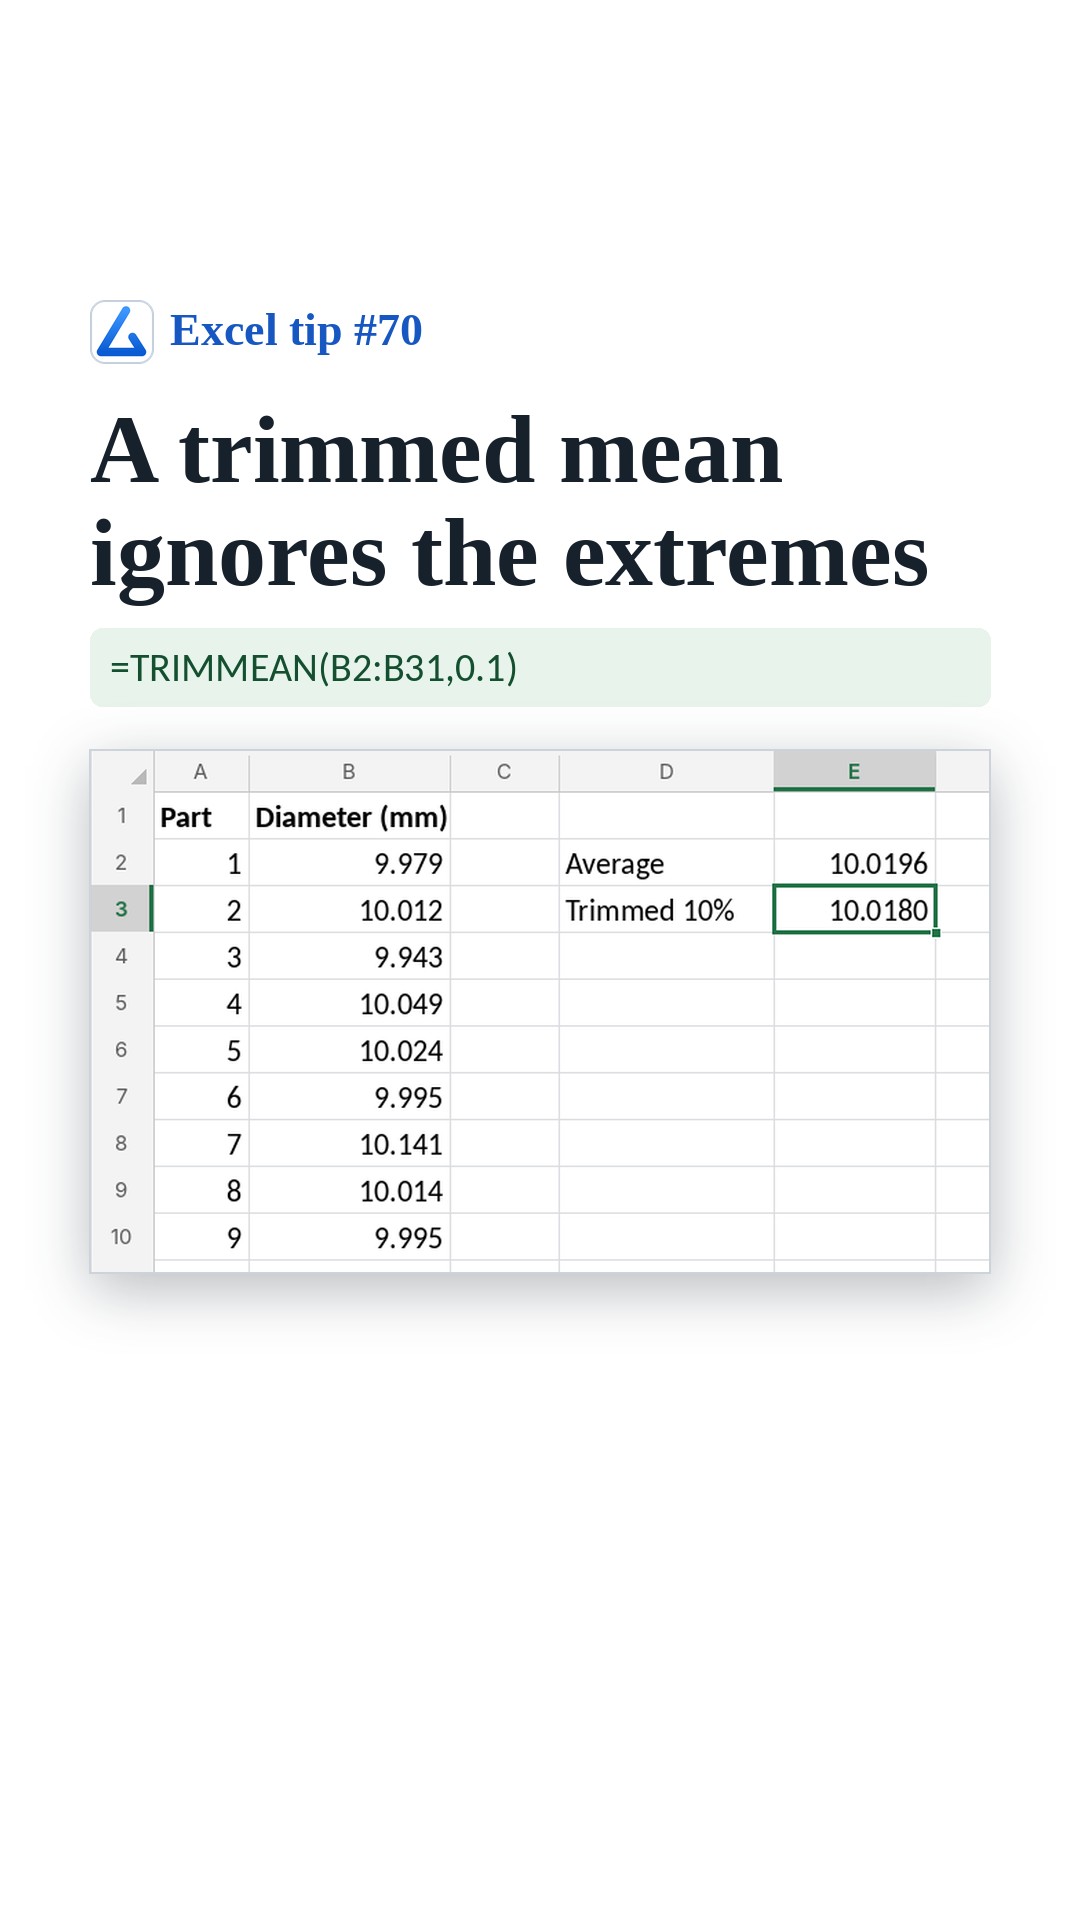 Excel tip #70
A trimmed mean
ignores the extremes
=TRIMMEAN(B2:B31,0.1)
A B C D E
1 Part Diameter (mm)
2 1 9.979 Average 10.0196
3 2 10.012 Trimmed 10% 10.0180
4 3 9.943
5 4 10.049
6 5 10.024
7 6 9.995
8 7 10.141
9 8 10.014
10 9 9.995